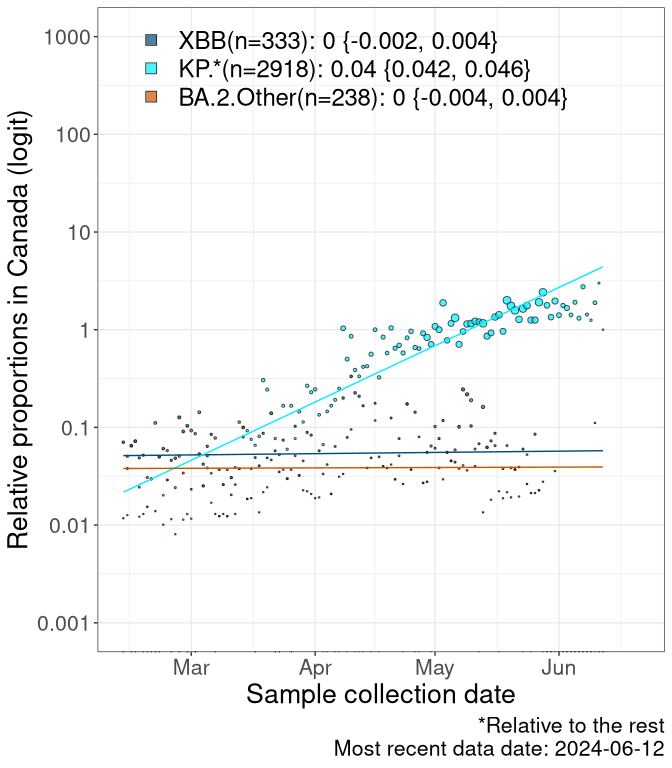 XBB(n=333): 0 {-0.002, 0.004}
KP.*(n=2918): 0.04 {0.042, 0.046}
BA.2.Other(n=238): 0 {-0.004, 0.004}
Relative proportions in Canada (logit)
1000
100
10
1
0.1
0.01
0.001
Mar Apr May Jun
Sample collection date
*Relative to the rest
Most recent data date: 2024-06-12